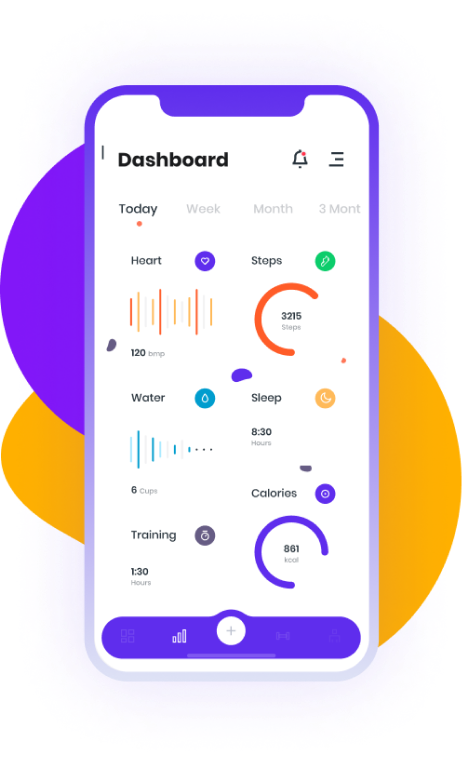 Dashboard
Today Week Month 3 Mont
Heart
Steps
3215
Steps
120 bmp
Water
Sleep
8:30
Hours
6 Cups
Calories
Training
861
kcal
1:30
Hours